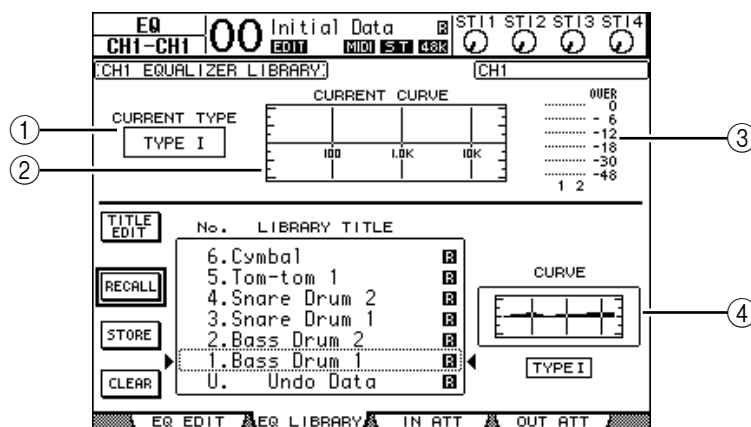 EQ
CH1-CH1
00 Initial Data R
EDIT MIDI ST 48k
ST11 ST12 ST13 ST14
CH1 EQUALIZER LIBRARY
CH1
CURRENT TYPE
TYPE I
CURRENT CURVE
100 1.0K 10K
OVER
0
- 6
-12
-18
-30
-48
1 2
1
2
3
TITLE EDIT
RECALL
STORE
CLEAR
No. LIBRARY TITLE
6.Cymbal R
5.Tom-tom 1 R
4.Snare Drum 2 R
3.Snare Drum 1 R
2.Bass Drum 2 R
1.Bass Drum 1 R
U. Undo Data R
CURVE
TYPE I
4
EQ EDIT EQ LIBRARY IN ATT OUT ATT